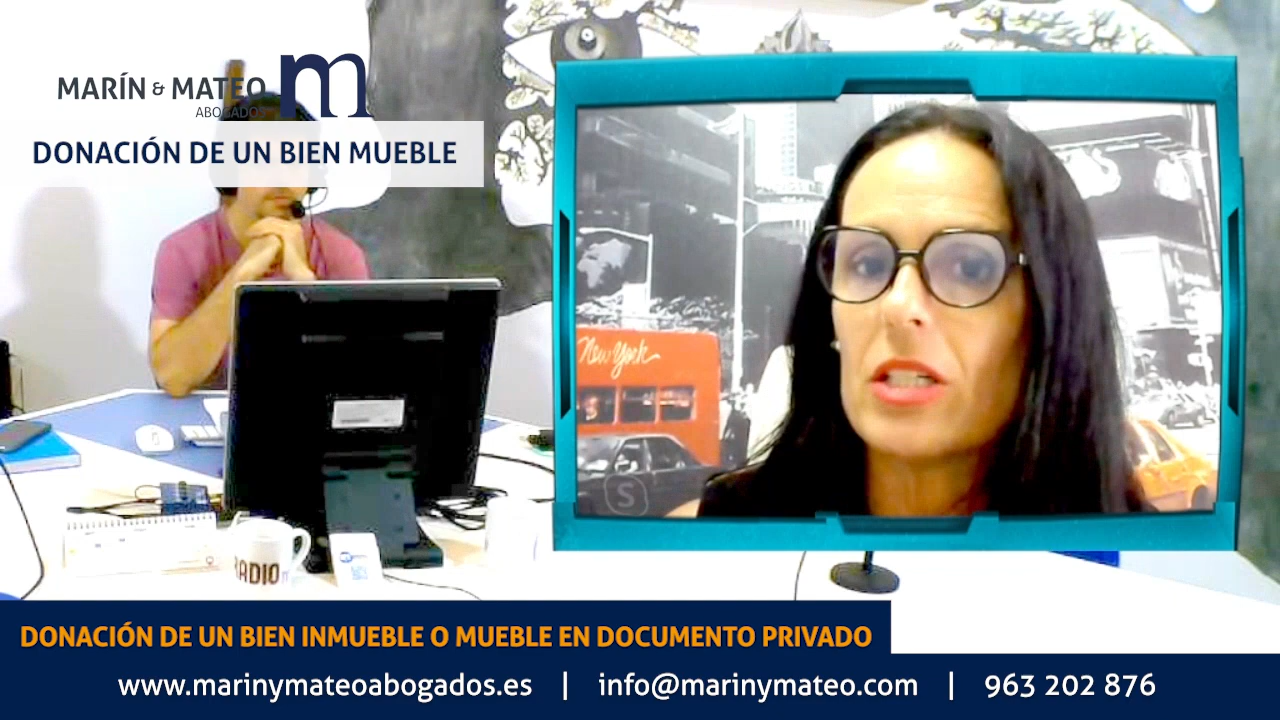 MARÍN & MATEO
ABOGADOS
m
DONACIÓN DE UN BIEN MUEBLE
New York
S
RADIO
DONACIÓN DE UN BIEN INMUEBLE O MUEBLE EN DOCUMENTO PRIVADO
www.marinymateoabogados.es | info@marinymateo.com | 963 202 876